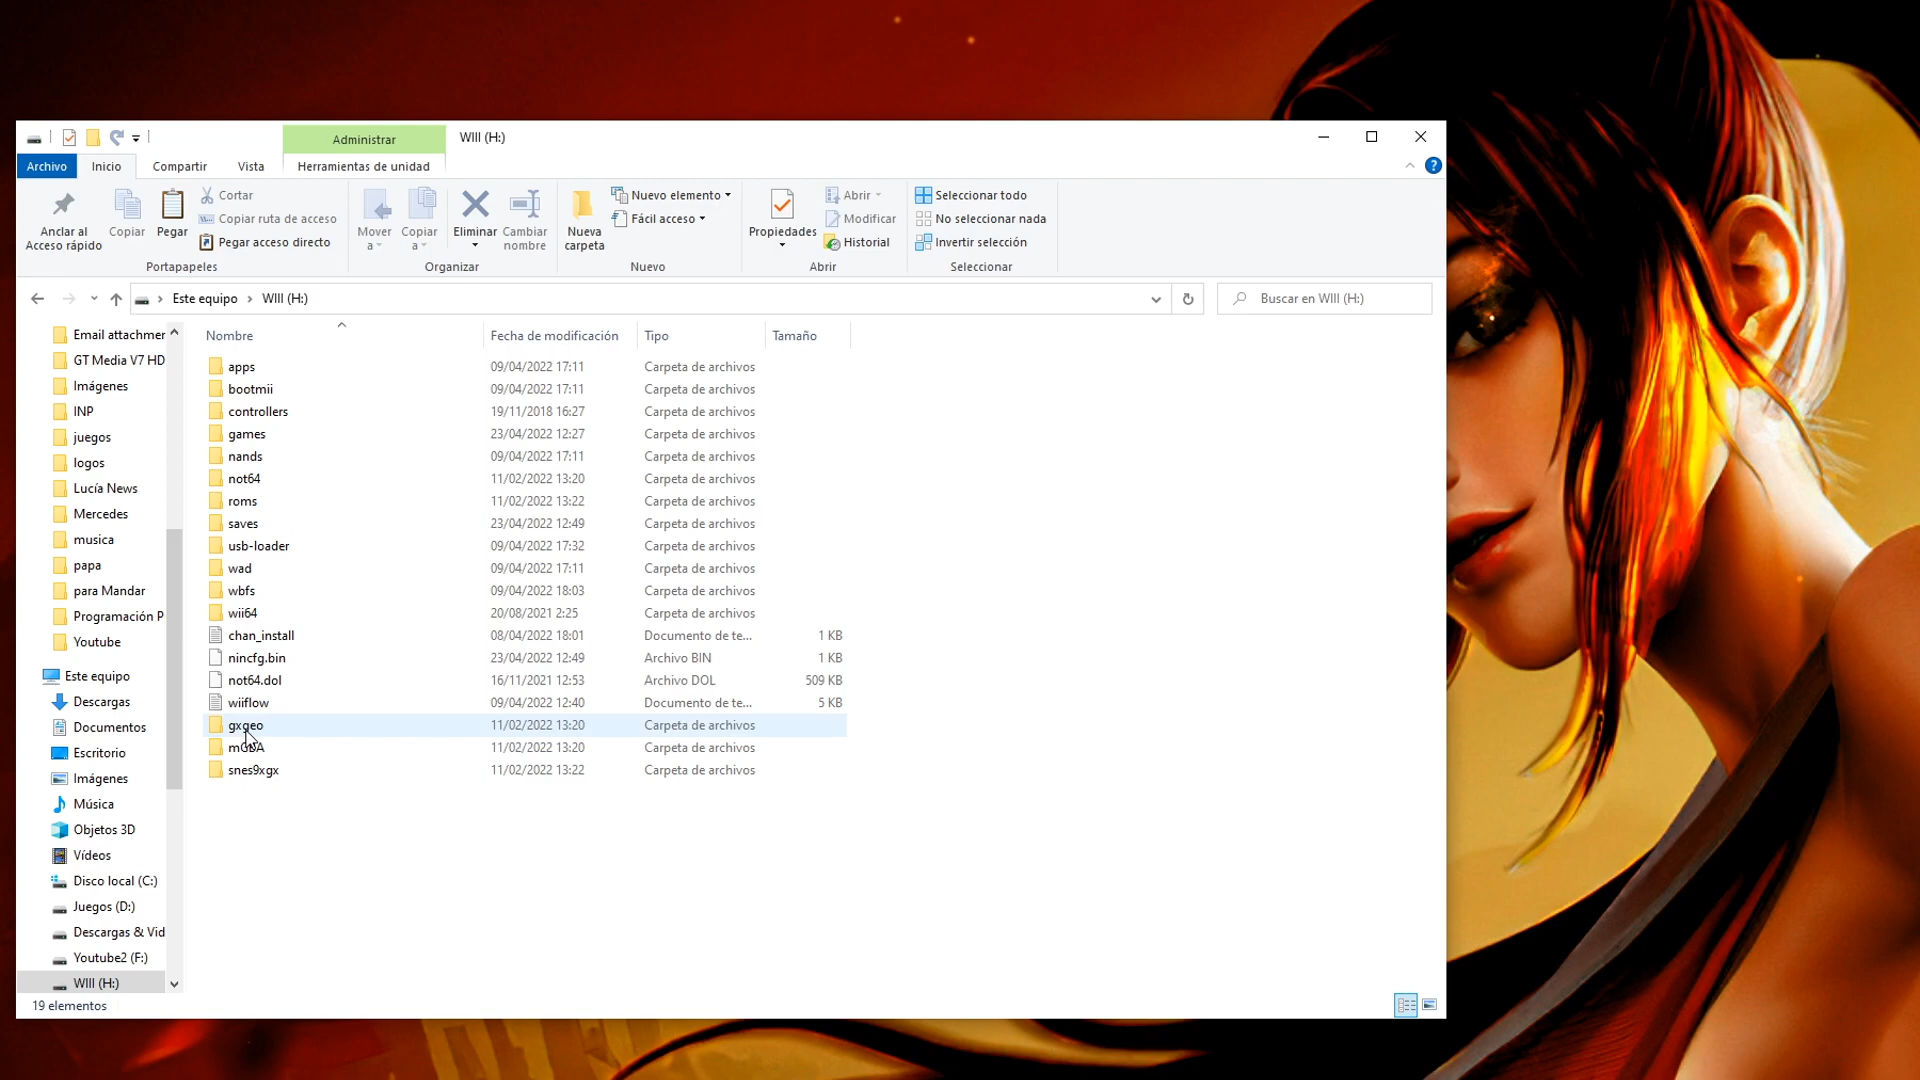 Administrar
WIII (H:)
Archivo
Inicio
Compartir
Vista
Herramientas de unidad
Anclar al
Acceso rápido
Copiar
Pegar
Cortar
Copiar ruta de acceso
Pegar acceso directo
Portapapeles
Mover
a
Copiar
a
Eliminar
Cambiar
nombre
Organizar
Nueva
carpeta
Nuevo elemento
Fácil acceso
Nuevo
Propiedades
Abrir
Modificar
Historial
Abrir
Seleccionar todo
No seleccionar nada
Invertir selección
Seleccionar
Este equipo > WIII (H:)
Buscar en WIII (H:)
Email attachmer
GT Media V7 HD
Imágenes
INP
juegos
logos
Lucía News
Mercedes
musica
papa
para Mandar
Programación P
Youtube
Este equipo
Descargas
Documentos
Escritorio
Imágenes
Música
Objetos 3D
Vídeos
Disco local (C:)
Juegos (D:)
Descargas & Vid
Youtube2 (F:)
WIII (H:)
Nombre Fecha de modificación Tipo Tamaño
apps 09/04/2022 17:11 Carpeta de archivos
bootmii 09/04/2022 17:11 Carpeta de archivos
controllers 19/11/2018 16:27 Carpeta de archivos
games 23/04/2022 12:27 Carpeta de archivos
nands 09/04/2022 17:11 Carpeta de archivos
not64 11/02/2022 13:20 Carpeta de archivos
roms 11/02/2022 13:22 Carpeta de archivos
saves 23/04/2022 12:49 Carpeta de archivos
usb-loader 09/04/2022 17:32 Carpeta de archivos
wad 09/04/2022 17:11 Carpeta de archivos
wbfs 09/04/2022 18:03 Carpeta de archivos
wii64 20/08/2021 2:25 Carpeta de archivos
chan_install 08/04/2022 18:01 Documento de te... 1 KB
nincfg.bin 23/04/2022 12:49 Archivo BIN 1 KB
not64.dol 16/11/2021 12:53 Archivo DOL 509 KB
wiiflow 09/04/2022 12:40 Documento de te... 5 KB
gxgeo 11/02/2022 13:20 Carpeta de archivos
mGBA 11/02/2022 13:20 Carpeta de archivos
snes9xgx 11/02/2022 13:22 Carpeta de archivos
19 elementos